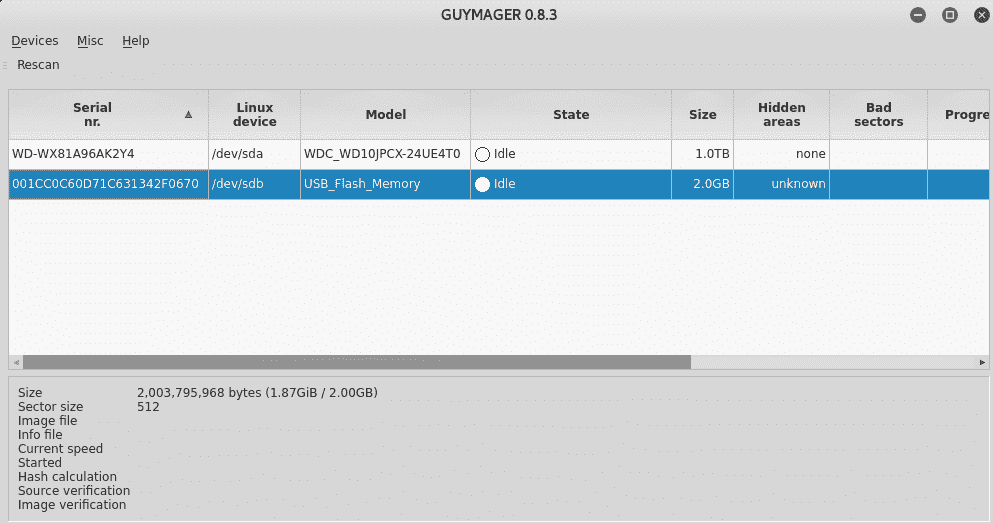 GUYMAGER 0.8.3
Devices Misc Help
Rescan
Serial nr. Linux device Model State Size Hidden areas Bad sectors Progre
WD-WX81A96AK2Y4 /dev/sda WDC_WD10JPCX-24UE4T0 Idle 1.0TB none
001CC0C60D71C631342F0670 /dev/sdb USB_Flash_Memory Idle 2.0GB unknown
Size 2,003,795,968 bytes (1.87GiB / 2.00GB)
Sector size 512
Image file
Info file
Current speed
Started
Hash calculation
Source verification
Image verification